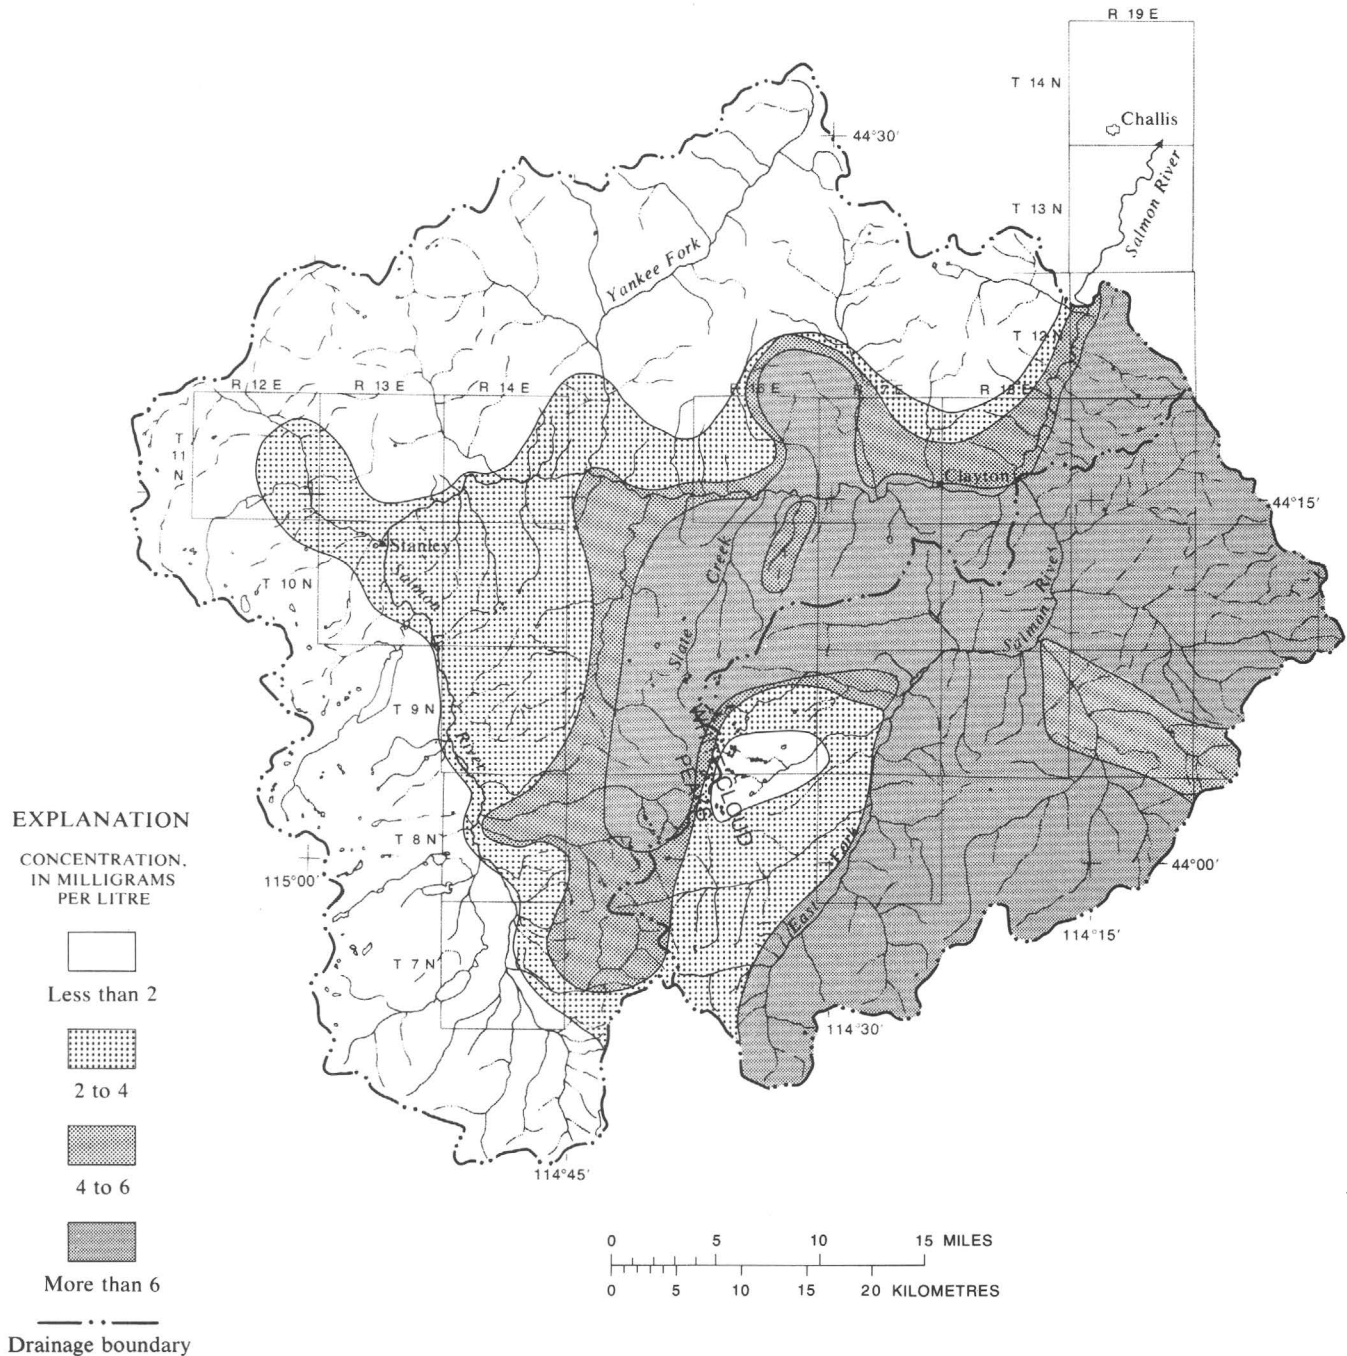 R 19 E
T 14 N
Challis
44°30′
Salmon River
T 13 N
Yankee Fork
T 12 N
R 12 E
R 13 E
R 14 E
R 16 E
R 17 E
R 18 E
T
11
N
Clayton
44°15′
Stanley
Salmon
Creek
T 10 N
River
Salmon
Slate
T 9 N
River
WHITE CLOUD
PEAKS
EXPLANATION
CONCENTRATION,
IN MILLIGRAMS
PER LITRE
T 8 N
Fork
44°00′
115°00′
East
Less than 2
T 7 N
114°15′
114°30′
2 to 4
114°45′
4 to 6
More than 6
0 5 10 15 MILES
0 5 10 15 20 KILOMETRES
Drainage boundary